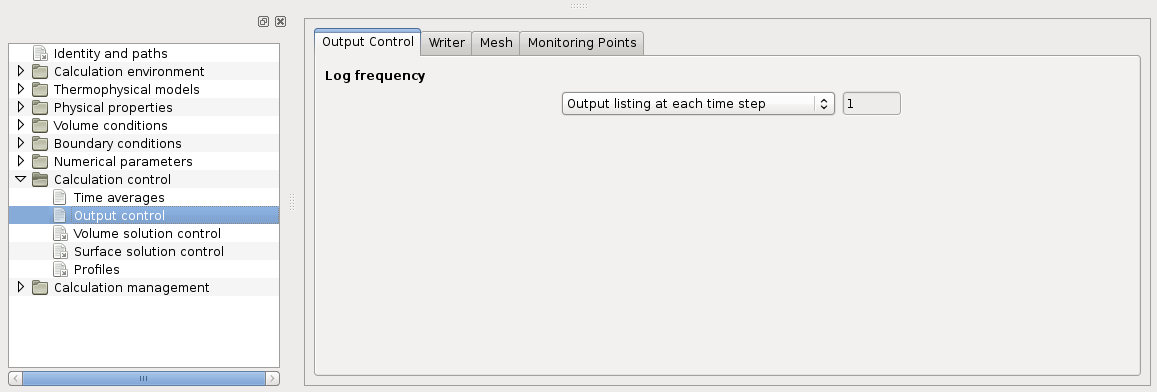 Identity and paths
Calculation environment
Thermophysical models
Physical properties
Volume conditions
Boundary conditions
Numerical parameters
Calculation control
Time averages
Output control
Volume solution control
Surface solution control
Profiles
Calculation management
Output Control Writer Mesh Monitoring Points
Log frequency
Output listing at each time step 1